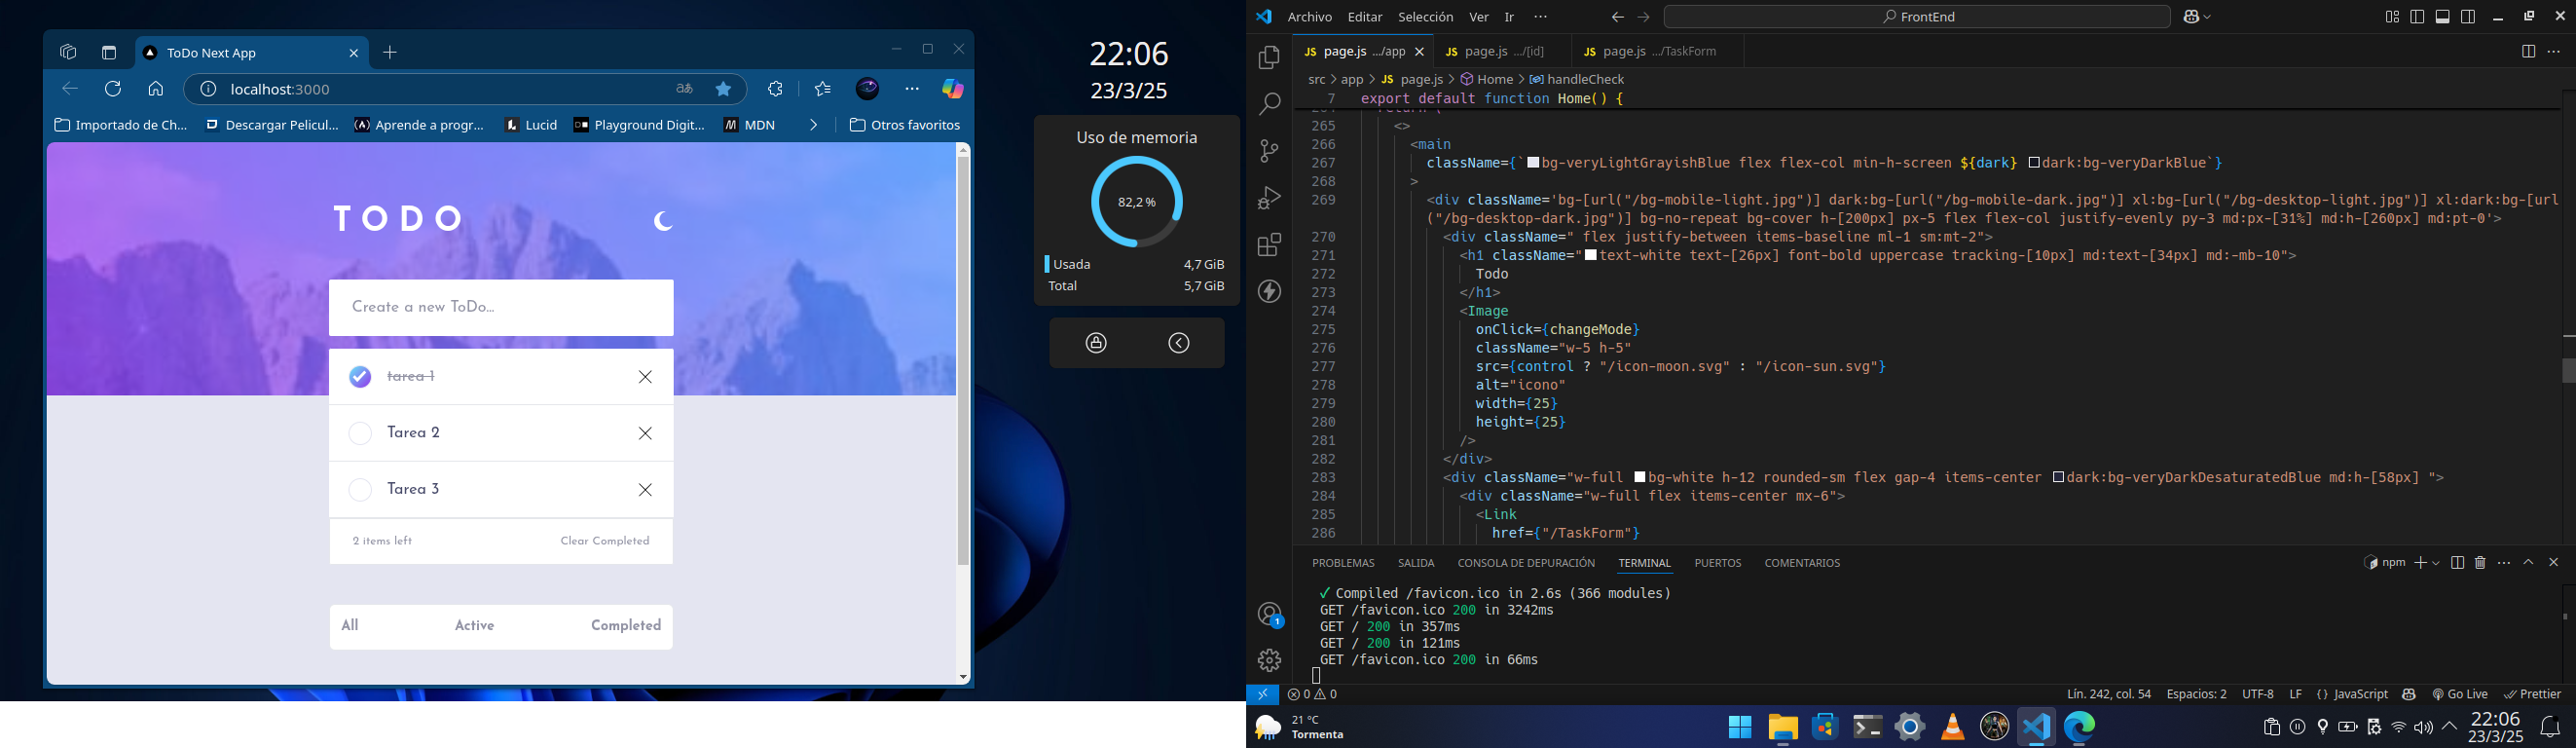 ToDo Next App
localhost:3000
Importado de Ch...
Descargar Pelicul...
Aprende a progr...
Lucid
Playground Digit...
MDN
Otros favoritos
TODO
Create a new ToDo...
tarea 1
Tarea 2
Tarea 3
2 items left
Clear Completed
All
Active
Completed
22:06
23/3/25
Uso de memoria
82,2 %
Usada 4,7 GiB
Total 5,7 GiB
Archivo Editar Selección Ver Ir ···
FrontEnd
page.js .../app
page.js .../[id]
page.js .../TaskForm
src > app > JS page.js > Home > handleCheck
7 export default function Home() {
265 <>
266 <main
267 className={`bg-veryLightGrayishBlue flex flex-col min-h-screen ${dark} dark:bg-veryDarkBlue`}
268 >
269 <div className='bg-[url("/bg-mobile-light.jpg")] dark:bg-[url("/bg-mobile-dark.jpg")] xl:bg-[url("/bg-desktop-light.jpg")] xl:dark:bg-[url
("/bg-desktop-dark.jpg")] bg-no-repeat bg-cover h-[200px] px-5 flex flex-col justify-evenly py-3 md:px-[31%] md:h-[260px] md:pt-0'>
270 <div className=" flex justify-between items-baseline ml-1 sm:mt-2">
271 <h1 className="text-white text-[26px] font-bold uppercase tracking-[10px] md:text-[34px] md:-mb-10">
272 Todo
273 </h1>
274 <Image
275 onClick={changeMode}
276 className="w-5 h-5"
277 src={control ? "/icon-moon.svg" : "/icon-sun.svg"}
278 alt="icono"
279 width={25}
280 height={25}
281 />
282 </div>
283 <div className="w-full bg-white h-12 rounded-sm flex gap-4 items-center dark:bg-veryDarkDesaturatedBlue md:h-[58px] ">
284 <div className="w-full flex items-center mx-6">
285 <Link
286 href={"/TaskForm"}
PROBLEMAS SALIDA CONSOLA DE DEPURACIÓN TERMINAL PUERTOS COMENTARIOS
npm
✓ Compiled /favicon.ico in 2.6s (366 modules)
GET /favicon.ico 200 in 3242ms
GET / 200 in 357ms
GET / 200 in 121ms
GET /favicon.ico 200 in 66ms
0 0
Lín. 242, col. 54 Espacios: 2 UTF-8 LF {} JavaScript Go Live Prettier
21 °C
Tormenta
22:06
23/3/25